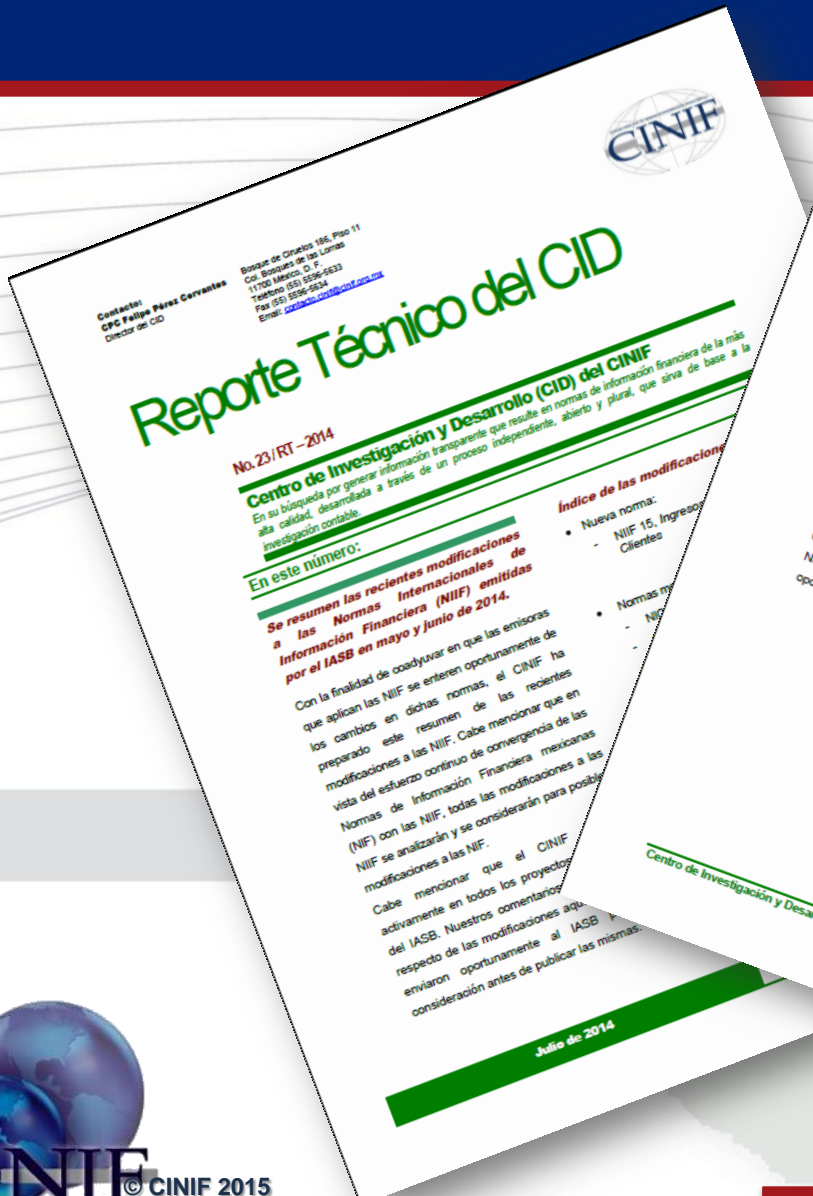 CINIF
Contacto:
CPC Felipe Pérez Cervantes
Director del CID
Bosque de Ciruelos 186, Piso 11
Col. Bosques de las Lomas
11700 México, D. F.
Teléfono (55) 5596-5633
Fax (55) 5596-5634
Email: contacto.cinif@cinif.org.mx
Reporte Técnico del CID
No. 23 / RT – 2014
Centro de Investigación y Desarrollo (CID) del CINIF
En su búsqueda por generar información transparente que resulte en normas de información financiera de la más
alta calidad, desarrollada a través de un proceso independiente, abierto y plural, que sirva de base a la
investigación contable.
En este número:
Se resumen las recientes modificaciones
a las Normas Internacionales de
Información Financiera (NIIF) emitidas
por el IASB en mayo y junio de 2014.
Con la finalidad de coadyuvar en que las emisoras
que aplican las NIIF se enteren oportunamente de
los cambios en dichas normas, el CINIF ha
preparado este resumen de las recientes
modificaciones a las NIIF. Cabe mencionar que en
vista del esfuerzo continuo de convergencia de las
Normas de Información Financiera mexicanas
(NIF) con las NIIF, todas las modificaciones a las
NIIF se analizarán y se considerarán para posible
modificaciones a las NIF.
Cabe mencionar que el CINIF
activamente en todos los proyectos
del IASB. Nuestros comentarios
respecto de las modificaciones aqu
enviaron oportunamente al IASB
consideración antes de publicar las mismas.
Índice de las modificacione
• Nueva norma:
- NIIF 15, Ingresos
Clientes
• Normas m
- NIC
-
Julio de 2014
Centro de Investigación y Desa
NIF
© CINIF 2015